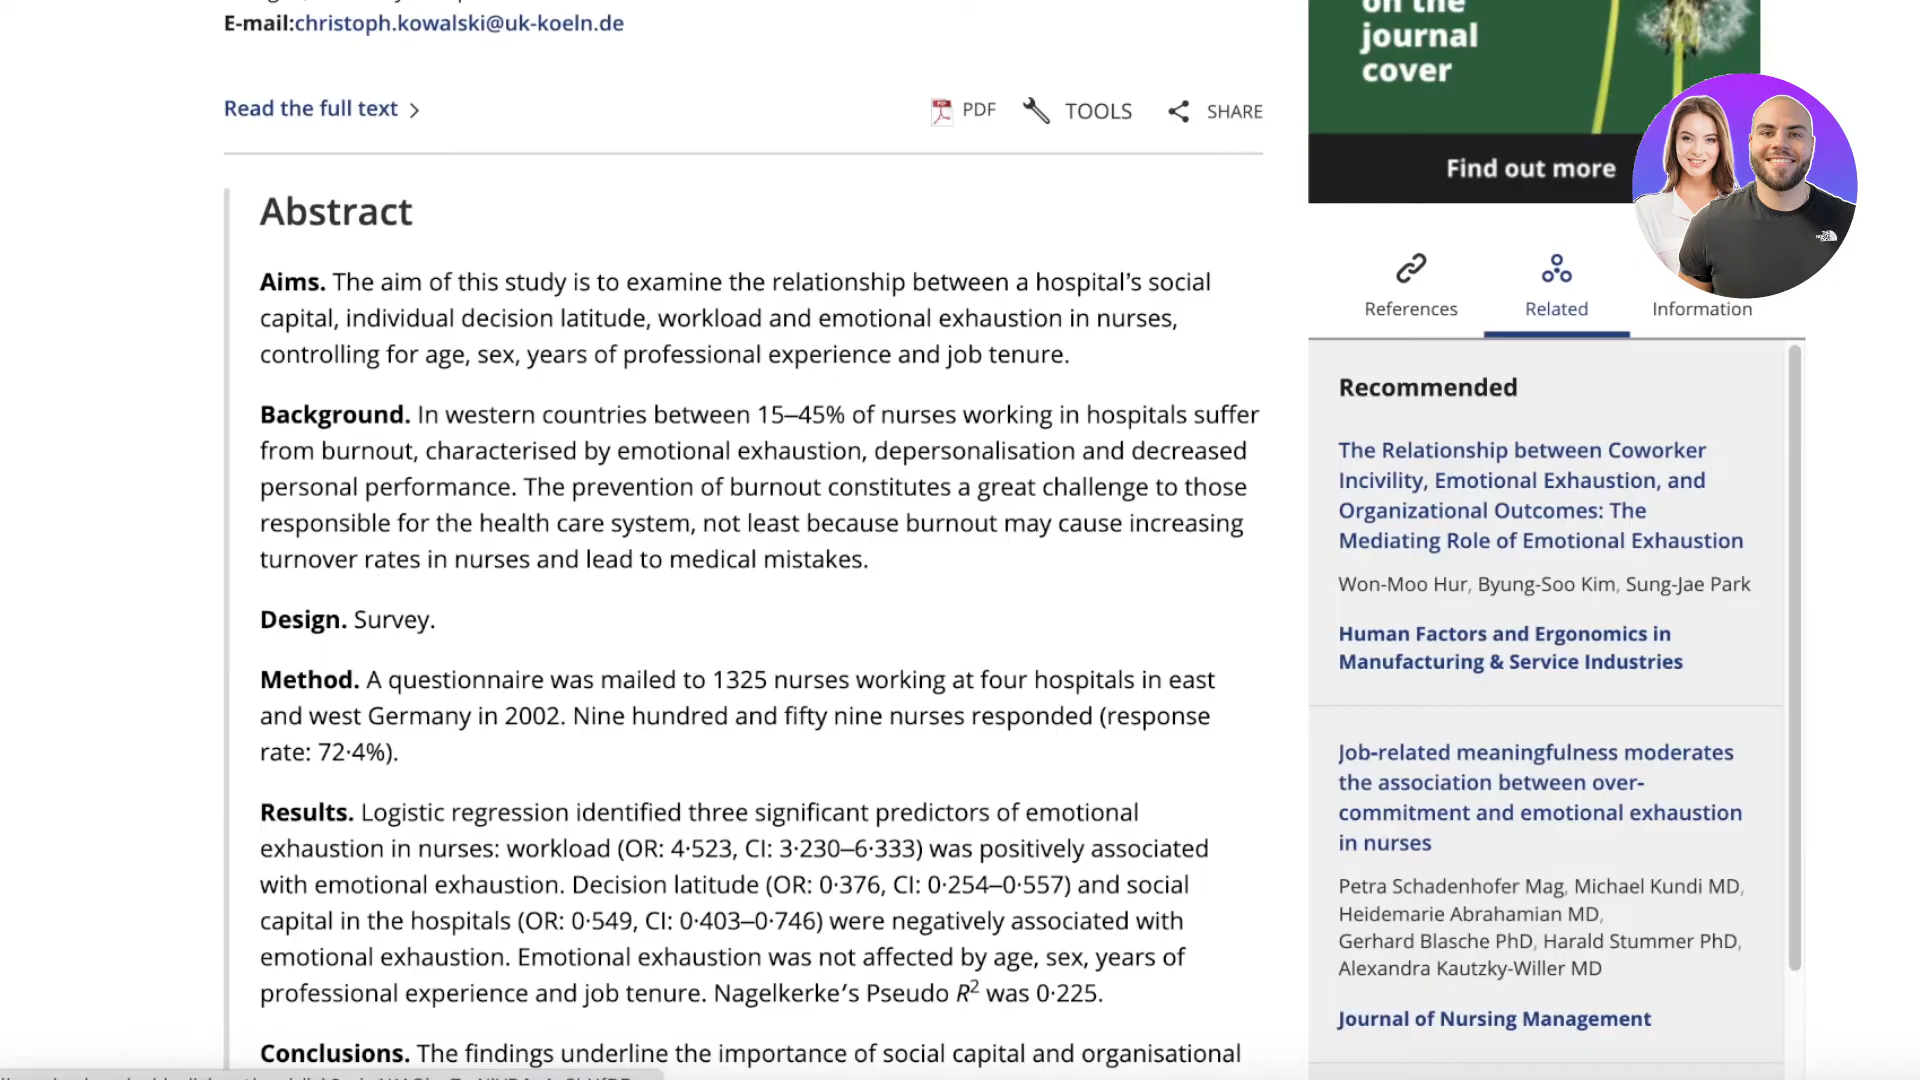 E-mail:christoph.kowalski@uk-koeln.de
Read the full text
PDF
TOOLS
SHARE
Abstract
Aims. The aim of this study is to examine the relationship between a hospital’s social
capital, individual decision latitude, workload and emotional exhaustion in nurses,
controlling for age, sex, years of professional experience and job tenure.
Background. In western countries between 15–45% of nurses working in hospitals suffer
from burnout, characterised by emotional exhaustion, depersonalisation and decreased
personal performance. The prevention of burnout constitutes a great challenge to those
responsible for the health care system, not least because burnout may cause increasing
turnover rates in nurses and lead to medical mistakes.
Design. Survey.
Method. A questionnaire was mailed to 1325 nurses working at four hospitals in east
and west Germany in 2002. Nine hundred and fifty nine nurses responded (response
rate: 72·4%).
Results. Logistic regression identified three significant predictors of emotional
exhaustion in nurses: workload (OR: 4·523, CI: 3·230–6·333) was positively associated
with emotional exhaustion. Decision latitude (OR: 0·376, CI: 0·254–0·557) and social
capital in the hospitals (OR: 0·549, CI: 0·403–0·746) were negatively associated with
emotional exhaustion. Emotional exhaustion was not affected by age, sex, years of
professional experience and job tenure. Nagelkerke′s Pseudo R² was 0·225.
Conclusions. The findings underline the importance of social capital and organisational
on the
journal
cover
Find out more
THE NORTH FACE
References
Related
Information
Recommended
The Relationship between Coworker
Incivility, Emotional Exhaustion, and
Organizational Outcomes: The
Mediating Role of Emotional Exhaustion
Won-Moo Hur, Byung-Soo Kim, Sung-Jae Park
Human Factors and Ergonomics in
Manufacturing & Service Industries
Job-related meaningfulness moderates
the association between over-
commitment and emotional exhaustion
in nurses
Petra Schadenhofer Mag, Michael Kundi MD,
Heidemarie Abrahamian MD,
Gerhard Blasche PhD, Harald Stummer PhD,
Alexandra Kautzky-Willer MD
Journal of Nursing Management